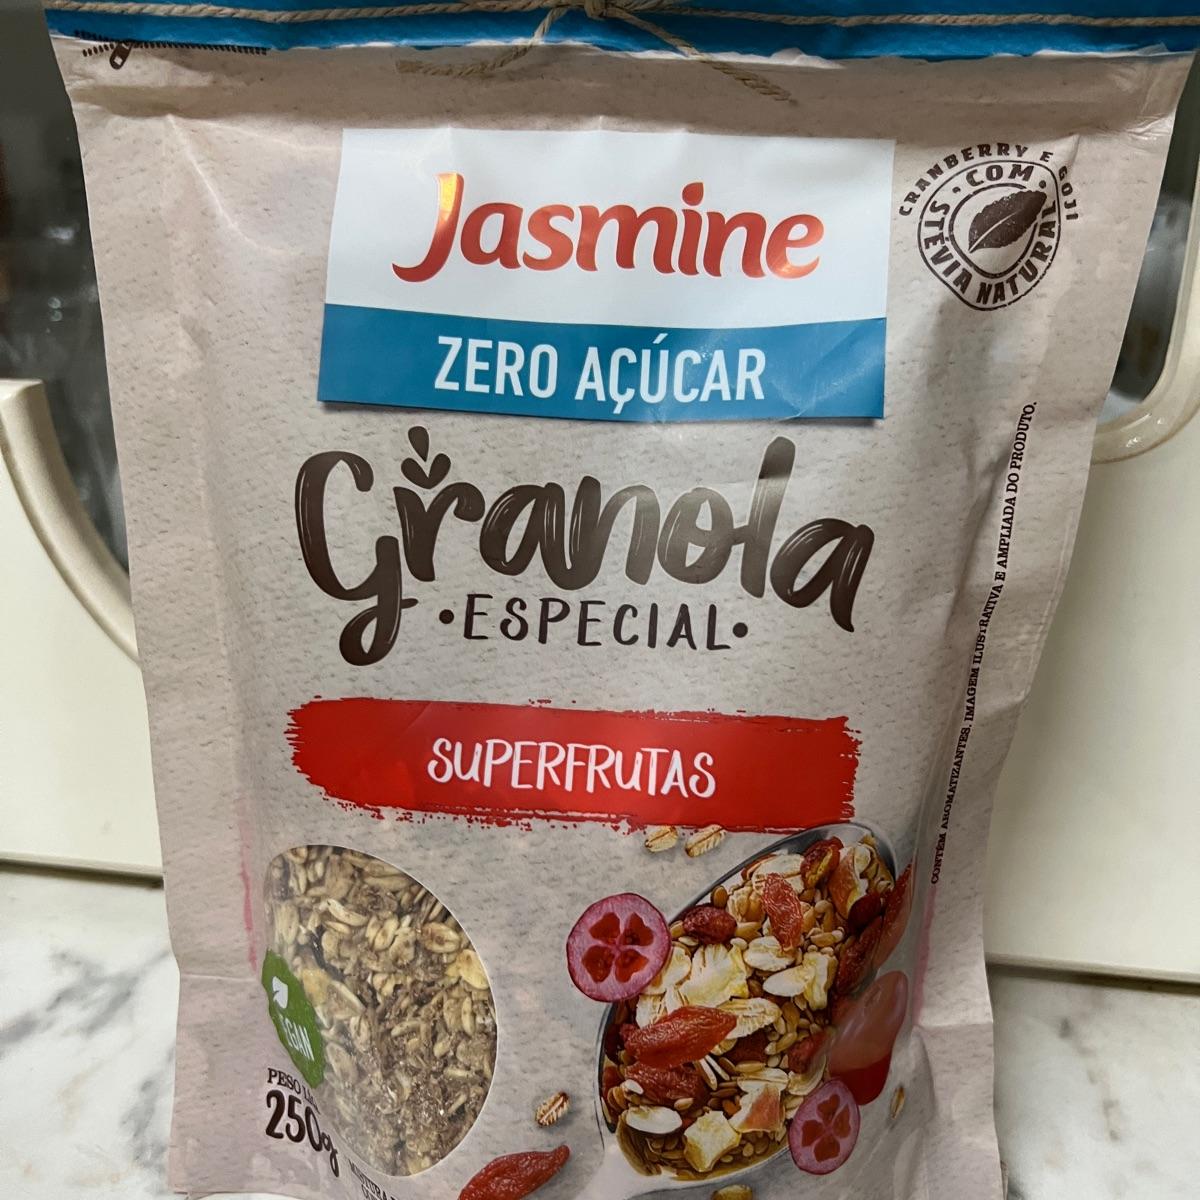 Jasmine
ZERO AÇÚCAR
CRANBERRY E GOJI
COM
STÉVIA NATURAL
Granola
•ESPECIAL•
SUPERFRUTAS
CONTÉM AROMATIZANTES. IMAGEM ILUSTRATIVA E AMPLIADA DO PRODUTO.
VEGAN
PESO
250g